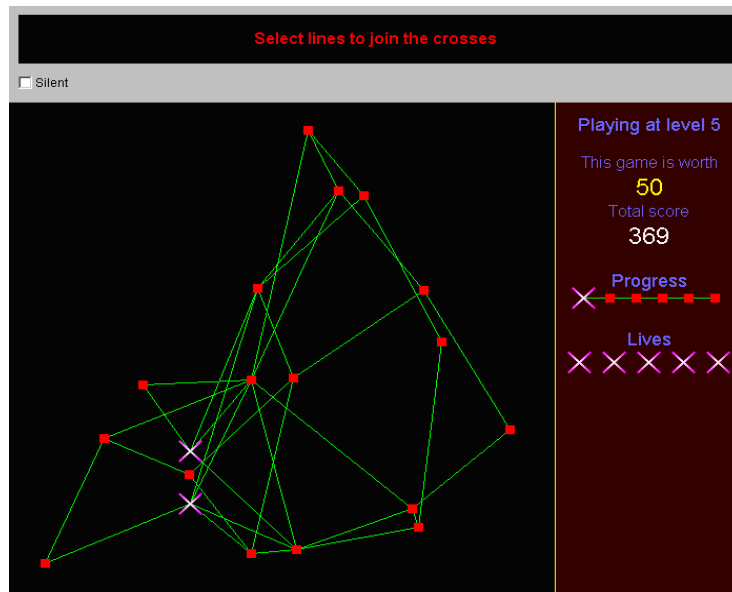 Select lines to join the crosses
Silent
Playing at level 5
This game is worth
50
Total score
369
Progress
Lives